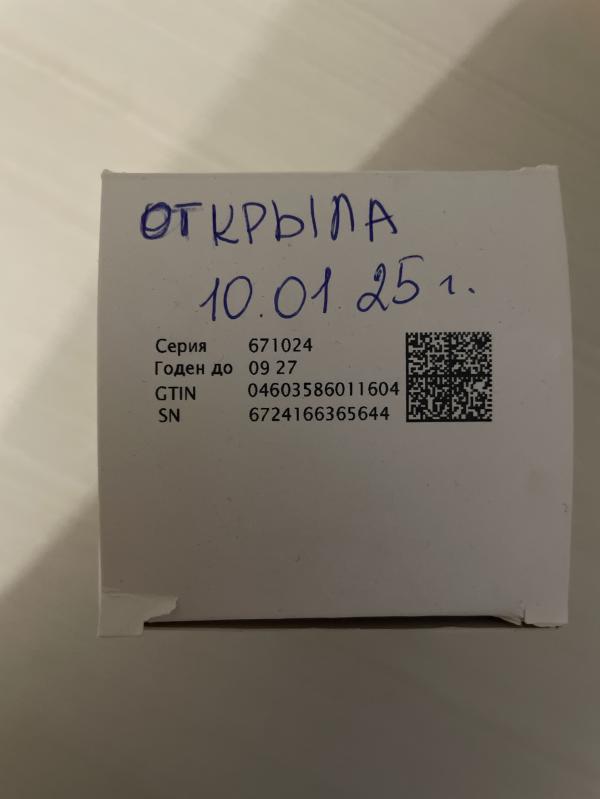 ОТКРЫЛА
10.01.25 г.
Серия 671024
Годен до 09 27
GTIN 04603586011604
SN 6724166365644